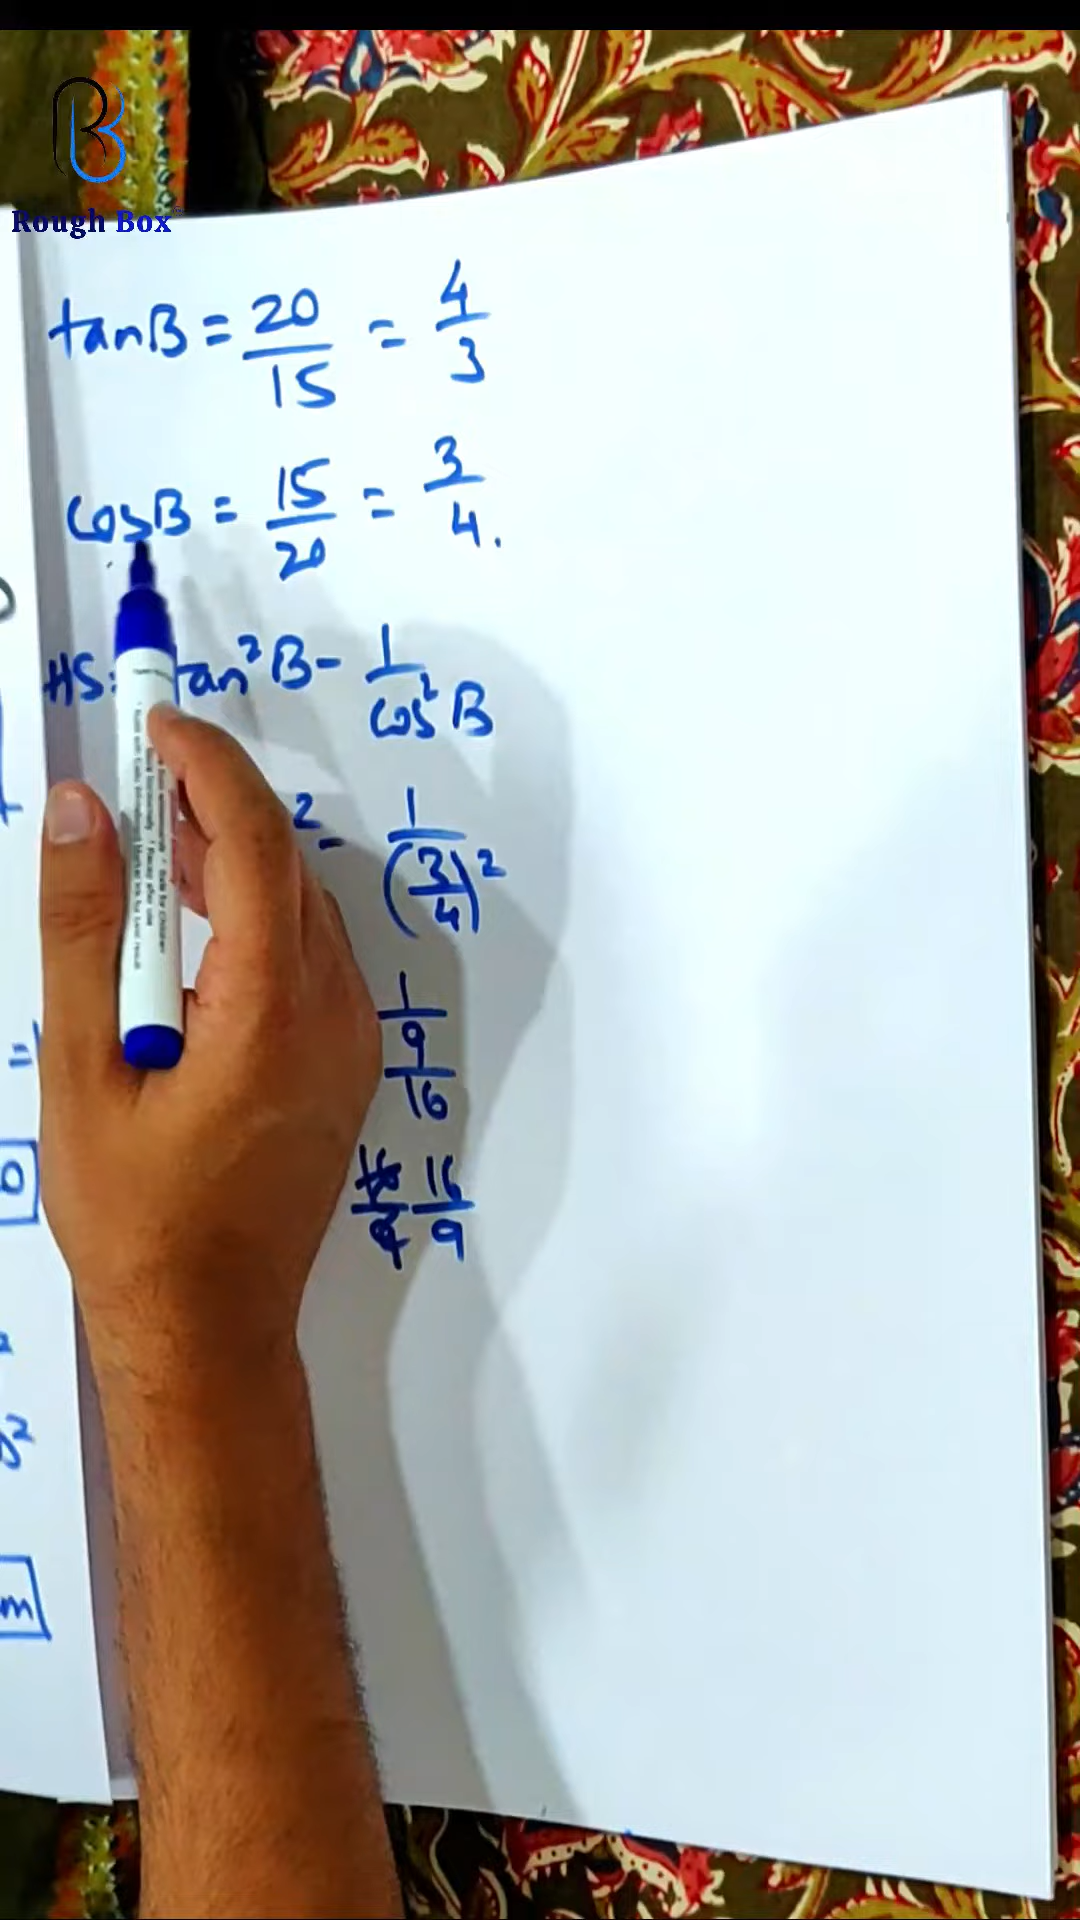 Rough Box
tanB = 20/15 = 4/3
cosB = 15/20 = 3/4.
HS: tan²B - 1/cos²B
2 - 1/(3/4)²
1/(9/16)
16/9
=
m